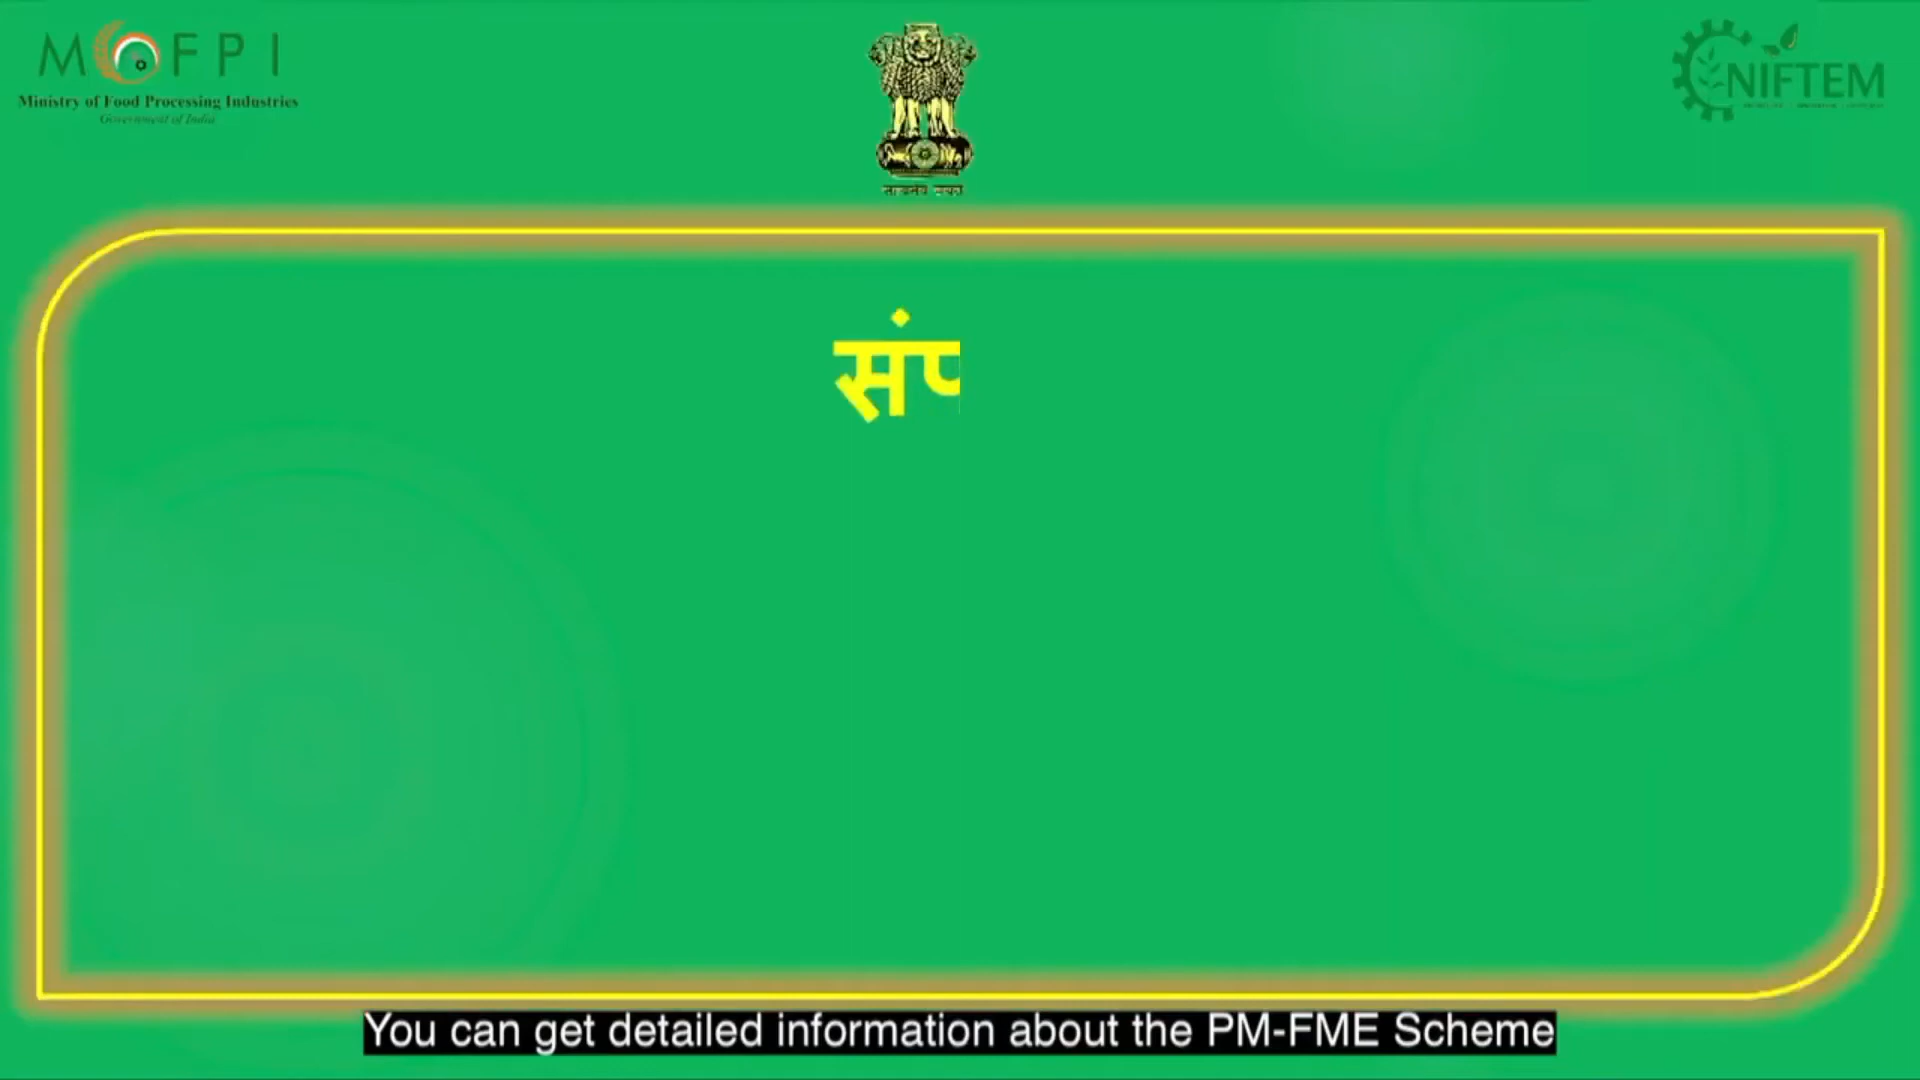 MOFPI
Ministry of Food Processing Industries
Government of India
NIFTEM
सं
You can get detailed information about the PM-FME Scheme